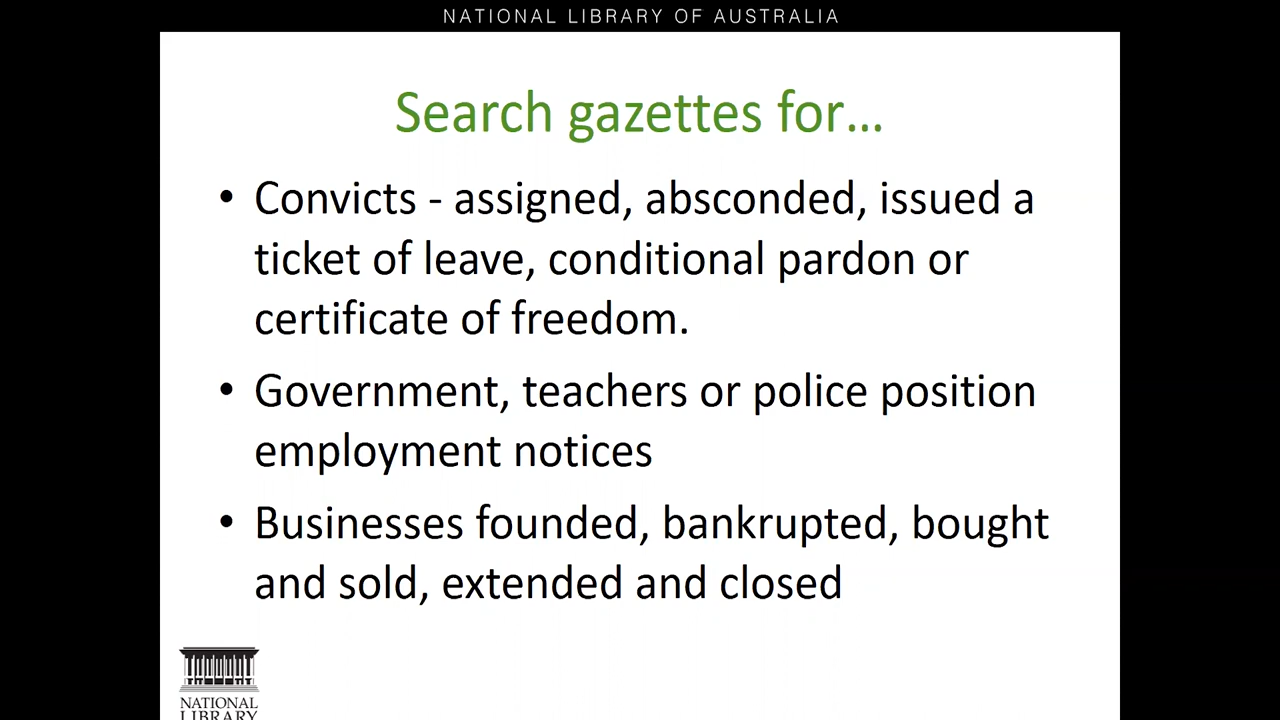 NATIONAL LIBRARY OF AUSTRALIA
Search gazettes for…
• Convicts - assigned, absconded, issued a
ticket of leave, conditional pardon or
certificate of freedom.
• Government, teachers or police position
employment notices
• Businesses founded, bankrupted, bought
and sold, extended and closed
NATIONAL
LIBRARY